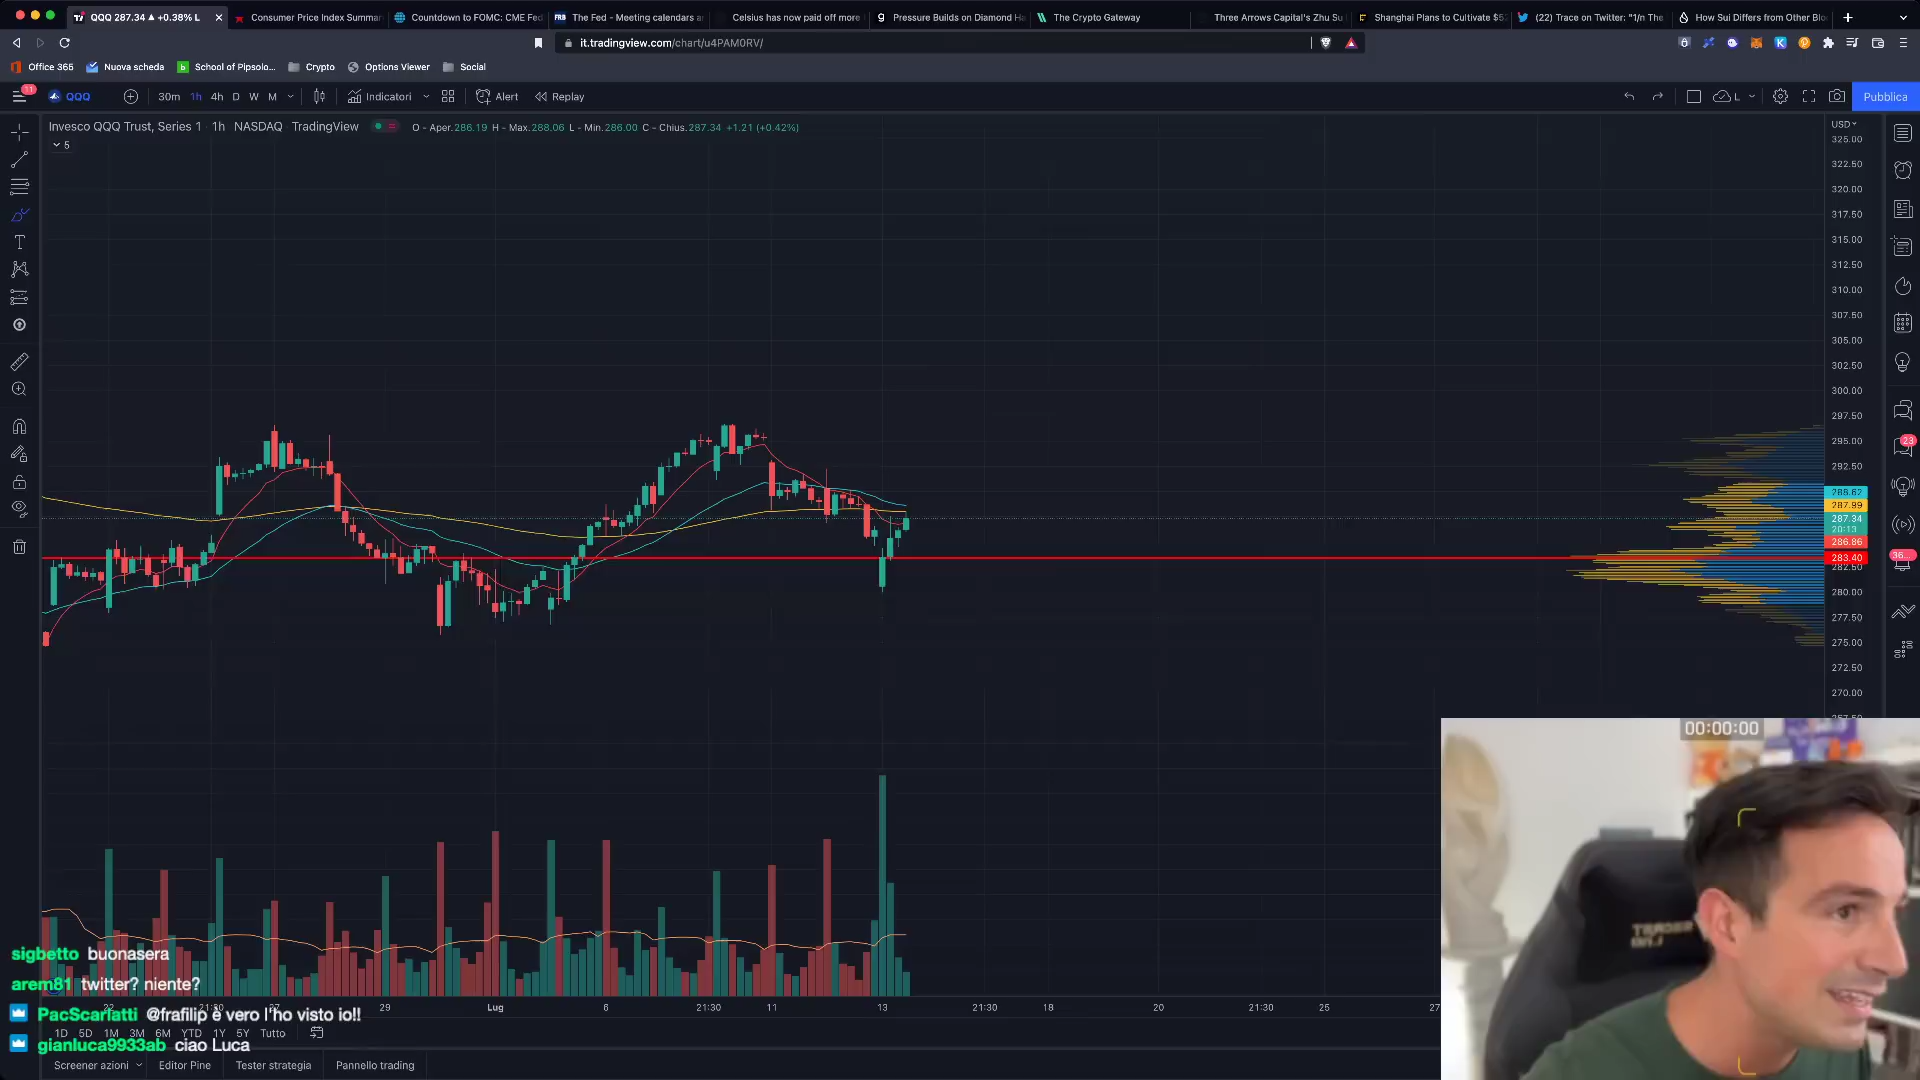 QQQ 287.34 ▲ +0.38% L
Consumer Price Index Summar
Countdown to FOMC: CME Fed
FRB The Fed - Meeting calendars a
Celsius has now paid off more
Pressure Builds on Diamond Ha
The Crypto Gateway
Three Arrows Capital's Zhu Su
Shanghai Plans to Cultivate $5
(22) Trace on Twitter: "1/n The
How Sui Differs from Other Blo
it.tradingview.com/chart/u4PAM0RV/
Office 365
Nuova scheda
School of Pipsolo...
Crypto
Options Viewer
Social
11
QQQ
30m 1h 4h D W M
Indicatori
Alert
Replay
L
Pubblica
Invesco QQQ Trust, Series 1 · 1h · NASDAQ · TradingView
O - Aper.286.19 H - Max.288.06 L - Min.286.00 C - Chius.287.34 +1.21 (+0.42%)
5
USD
325.00
322.50
320.00
317.50
315.00
312.50
310.00
307.50
305.00
302.50
300.00
297.50
295.00
292.50
288.62
287.99
287.34
20:13
286.86
283.40
282.50
280.00
277.50
275.00
272.50
270.00
23
36...
00:00:00
sigbetto buonasera
arem81 twitter? niente?
PacScarfatti @frafilip è vero l ho visto io!!
gianluca9933ab ciao Luca
29 Lug 6 21:30 11 13 21:30 18 20 21:30 25
1D 5D 1M 3M 6M YTD 1Y 5Y Tutto
Screener azioni
Editor Pine
Tester strategia
Pannello trading